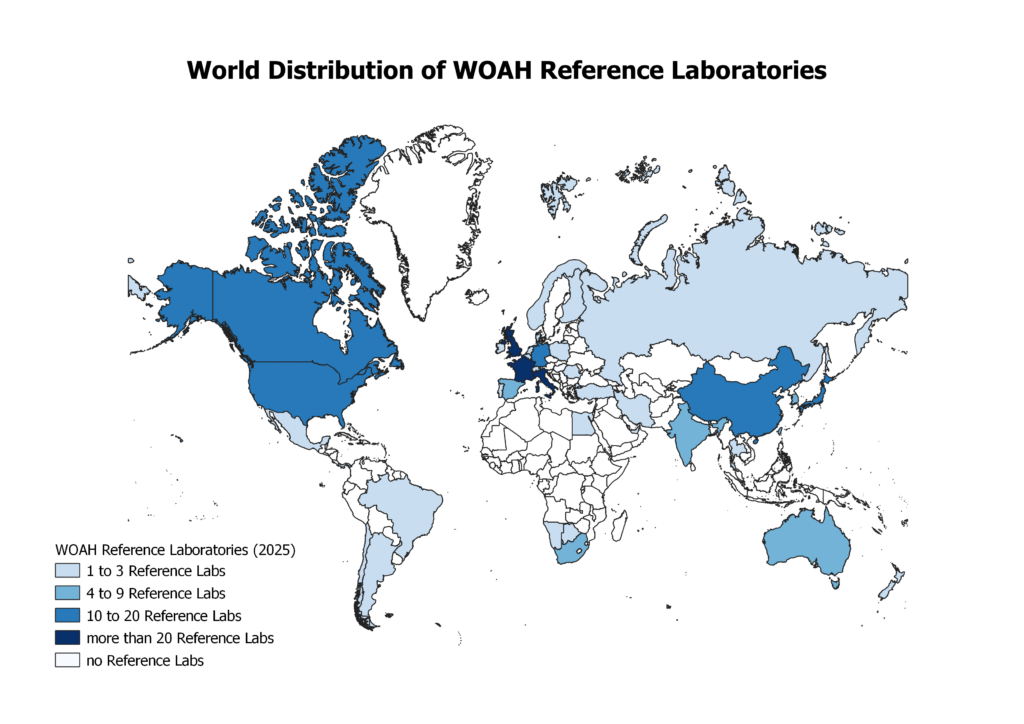 World Distribution of WOAH Reference Laboratories
WOAH Reference Laboratories (2025)
1 to 3 Reference Labs
4 to 9 Reference Labs
10 to 20 Reference Labs
more than 20 Reference Labs
no Reference Labs